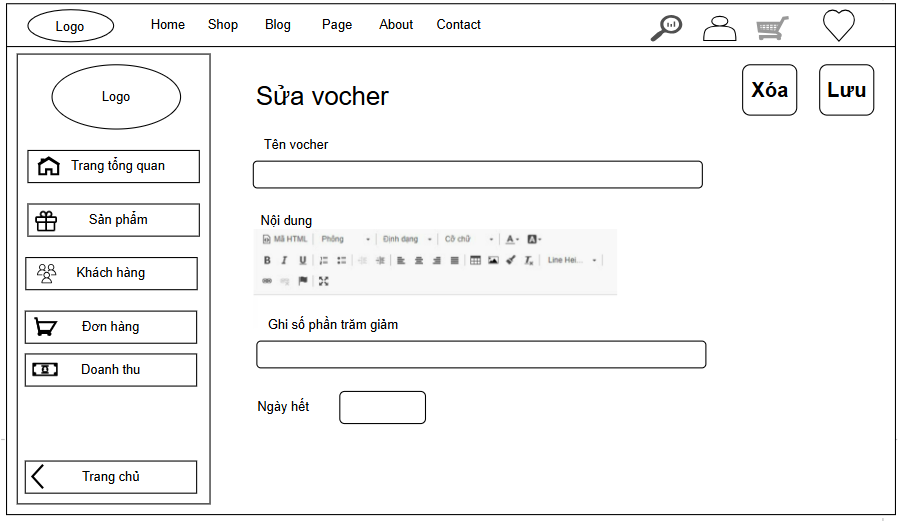 Logo Home Shop Blog Page About Contact
Logo
Sửa vocher
Xóa Lưu
Trang tổng quan
Sản phẩm
Khách hàng
Đơn hàng
Doanh thu
Trang chủ
Tên vocher
Nội dung
Mã HTML Phông Định dạng Cỡ chữ A A
B I U Line Hei...
Ghi số phần trăm giảm
Ngày hết